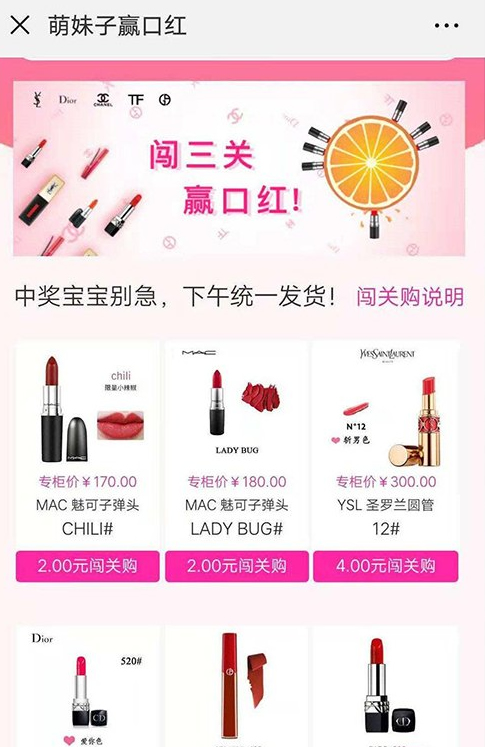 萌妹子赢口红
YSL Dior CHANEL TF
闯三关
赢口红!
中奖宝宝别急，下午统一发货! 闯关购说明
chili
限量小辣椒
MAC
专柜价￥170.00
MAC 魅可子弹头
CHILI#
2.00元闯关购
MAC
LADY BUG
专柜价￥180.00
MAC 魅可子弹头
LADY BUG#
2.00元闯关购
YVESSAINTLAURENT
N°12
斩男色
专柜价￥300.00
YSL 圣罗兰圆管
12#
4.00元闯关购
Dior
520#
爱你色